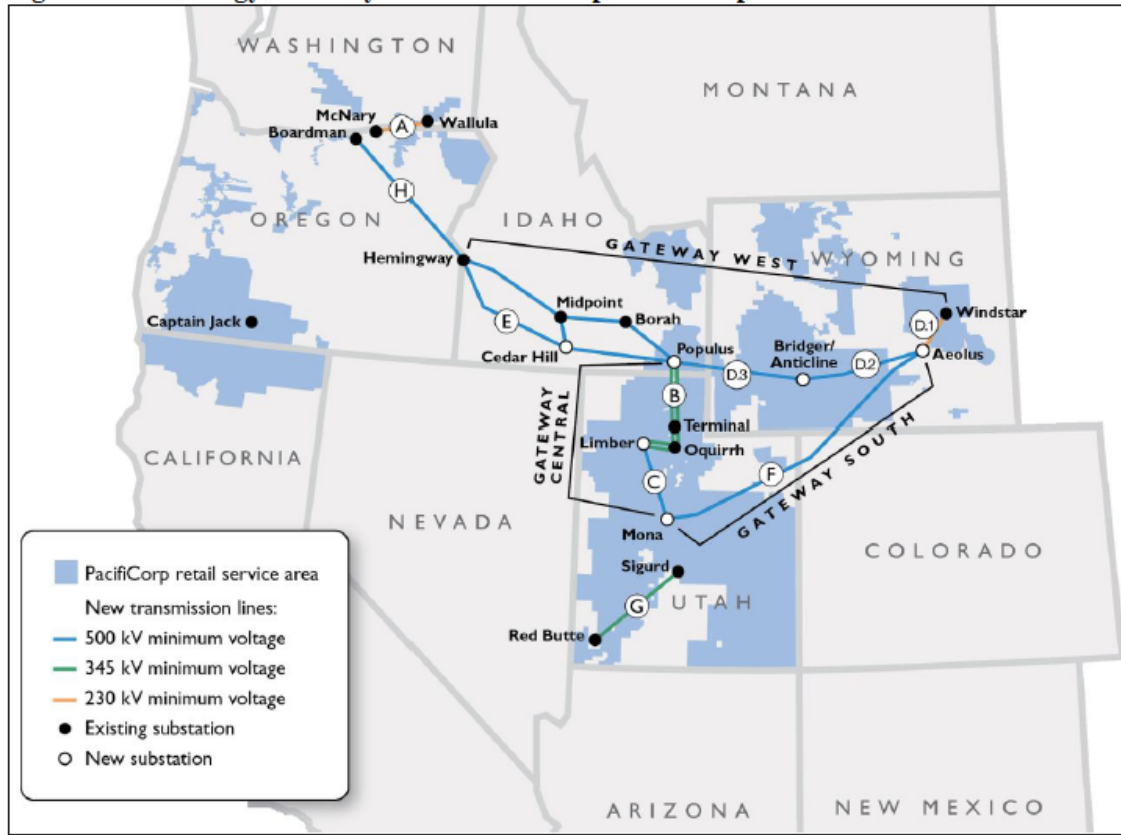 WASHINGTON
MONTANA
McNary
A
Wallula
Boardman
H
OREGON
IDAHO
GATEWAY WEST
WYOMING
Hemingway
Captain Jack
E
Midpoint
Borah
Windstar
D.1
Cedar Hill
Populus
Bridger/
Anticline
D.2
Aeolus
D.3
B
GATEWAY
CENTRAL
Terminal
Limber
Oquirrh
GATEWAY SOUTH
CALIFORNIA
C
F
NEVADA
Mona
COLORADO
Sigurd
UTAH
G
Red Butte
PacifiCorp retail service area
New transmission lines:
500 kV minimum voltage
345 kV minimum voltage
230 kV minimum voltage
Existing substation
New substation
ARIZONA
NEW MEXICO